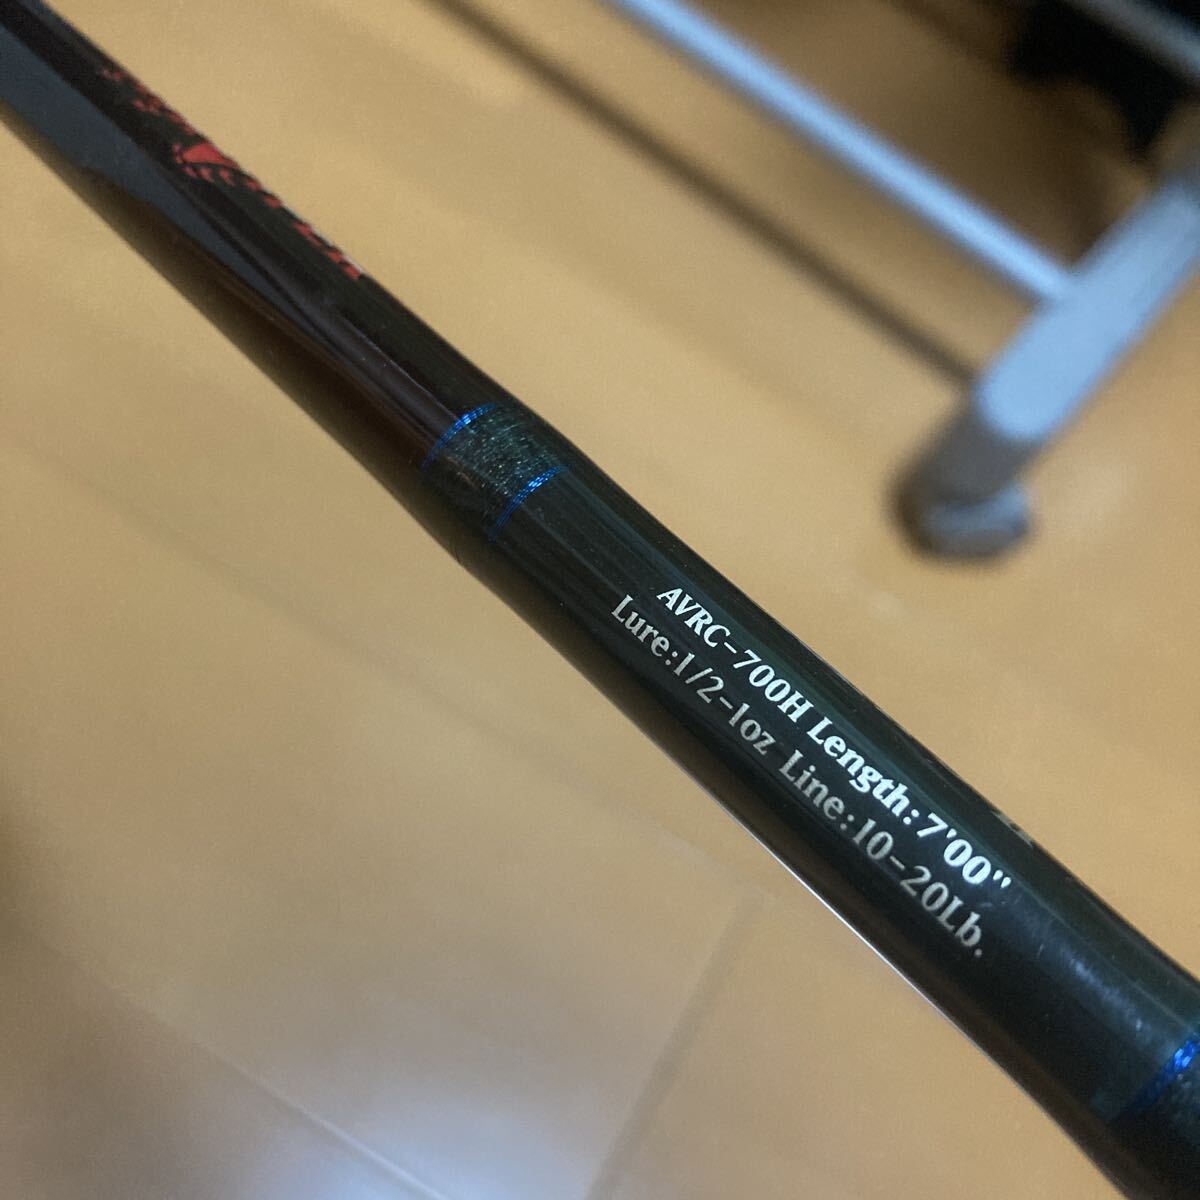 AVRC-700H Length: 7'00"
Lure:1/2-1oz Line:10-20Lb.